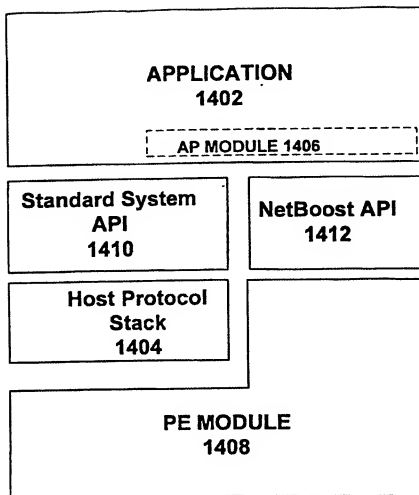 APPLICATION
1402
AP MODULE 1406
Standard System
API
1410
NetBoost API
1412
Host Protocol
Stack
1404
PE MODULE
1408